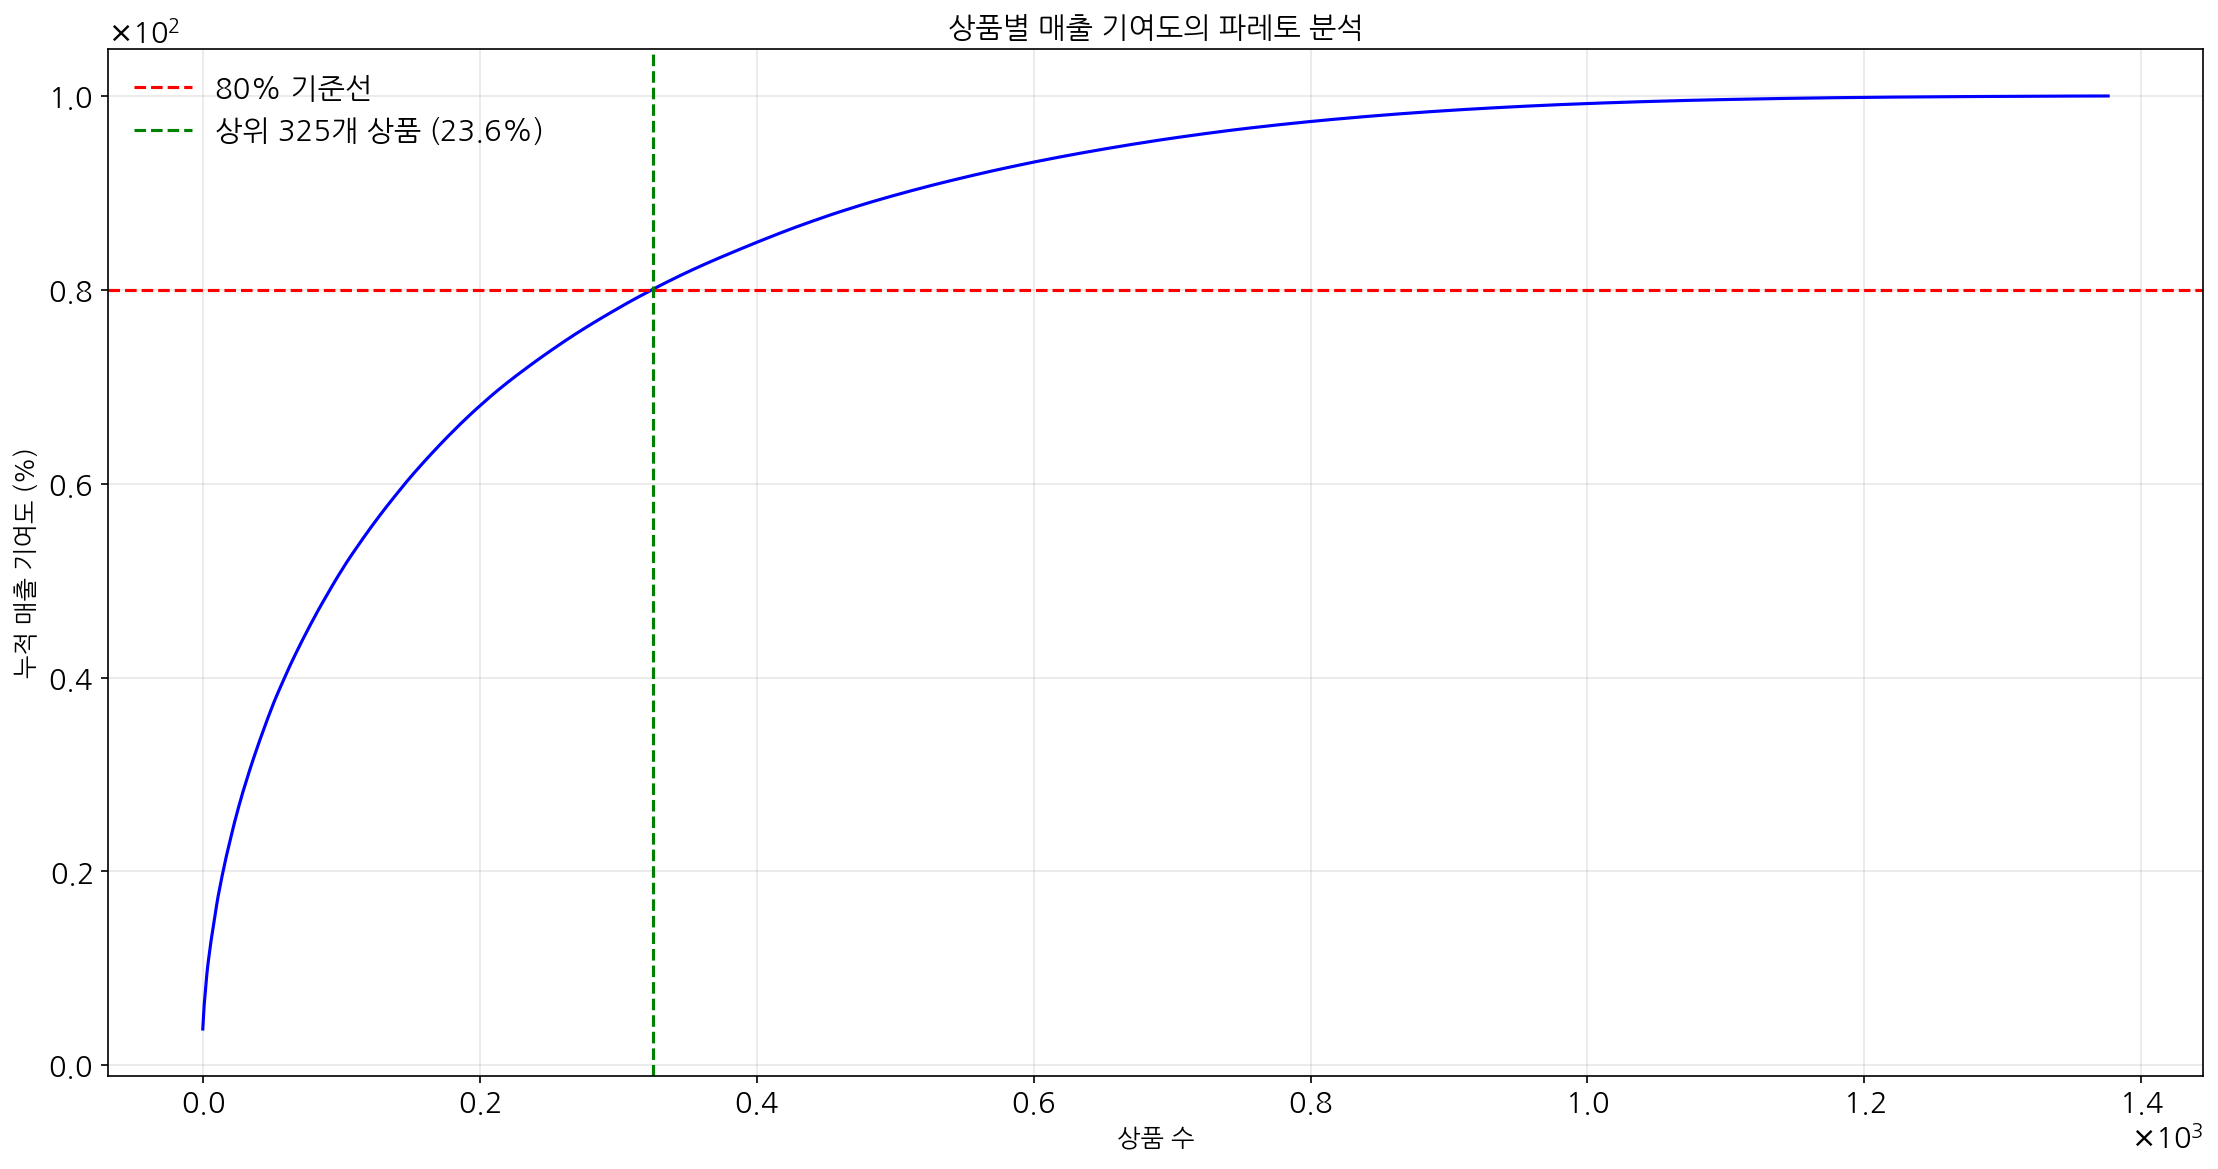 상품별 매출 기여도의 파레토 분석
×10²
80% 기준선
상위 325개 상품 (23.6%)
누적 매출 기여도 (%)
1.0
0.8
0.6
0.4
0.2
0.0
0.0 0.2 0.4 0.6 0.8 1.0 1.2 1.4
상품 수
×10³